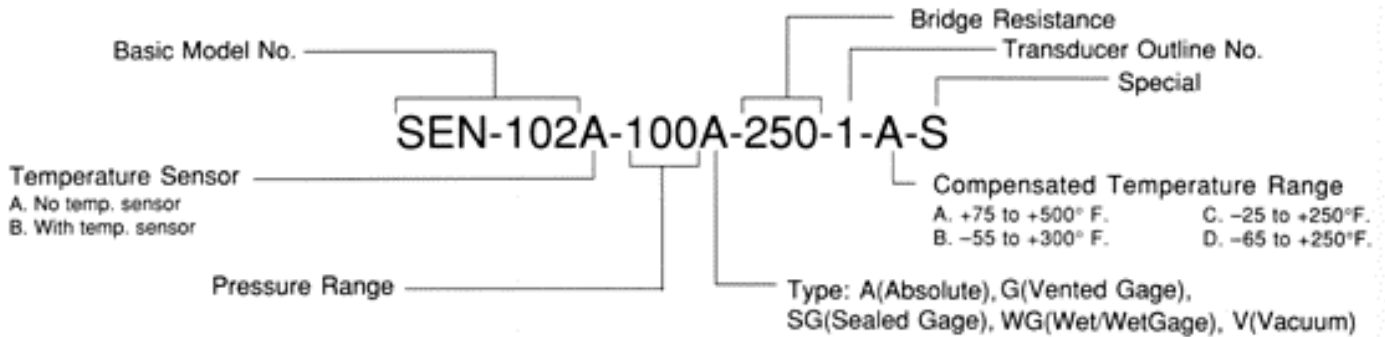 Bridge Resistance
Basic Model No.
Transducer Outline No.
Special
SEN-102A-100A-250-1-A-S
Temperature Sensor
A. No temp. sensor
B. With temp. sensor
Compensated Temperature Range
A. +75 to +500° F. C. –25 to +250°F.
B. –55 to +300° F. D. –65 to +250°F.
Pressure Range
Type: A(Absolute), G(Vented Gage),
SG(Sealed Gage), WG(Wet/WetGage), V(Vacuum)